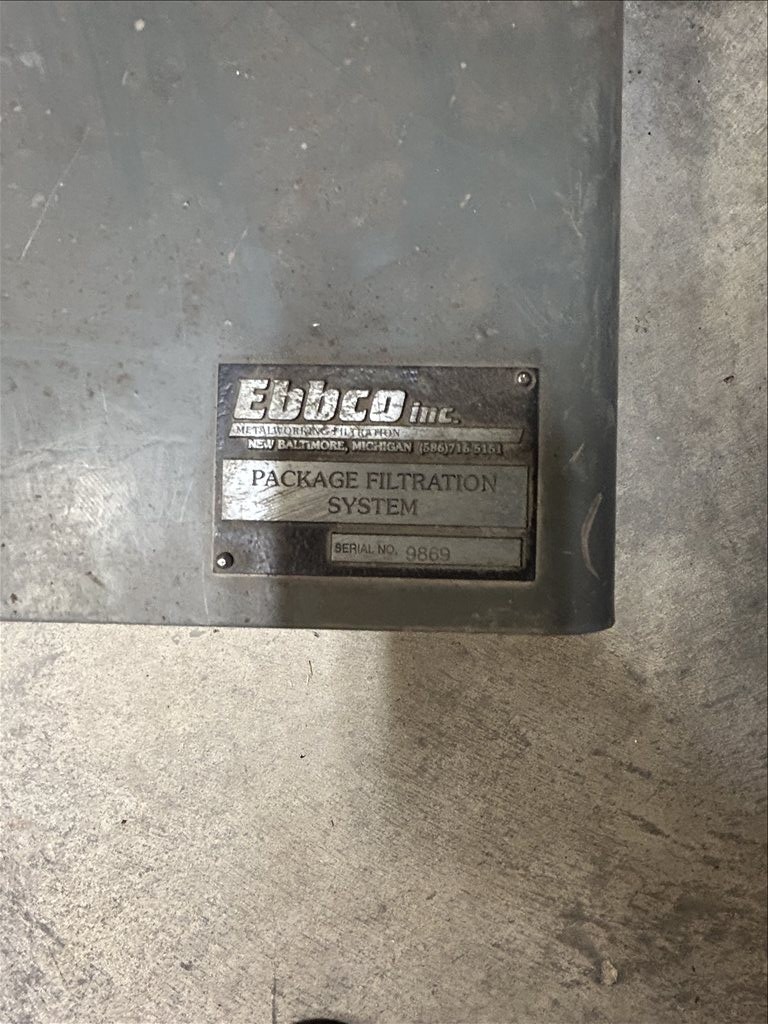 Ebbco inc.
METALWORKING FILTRATION
NEW BALTIMORE, MICHIGAN (586)716-5151
PACKAGE FILTRATION
SYSTEM
SERIAL NO. 9869